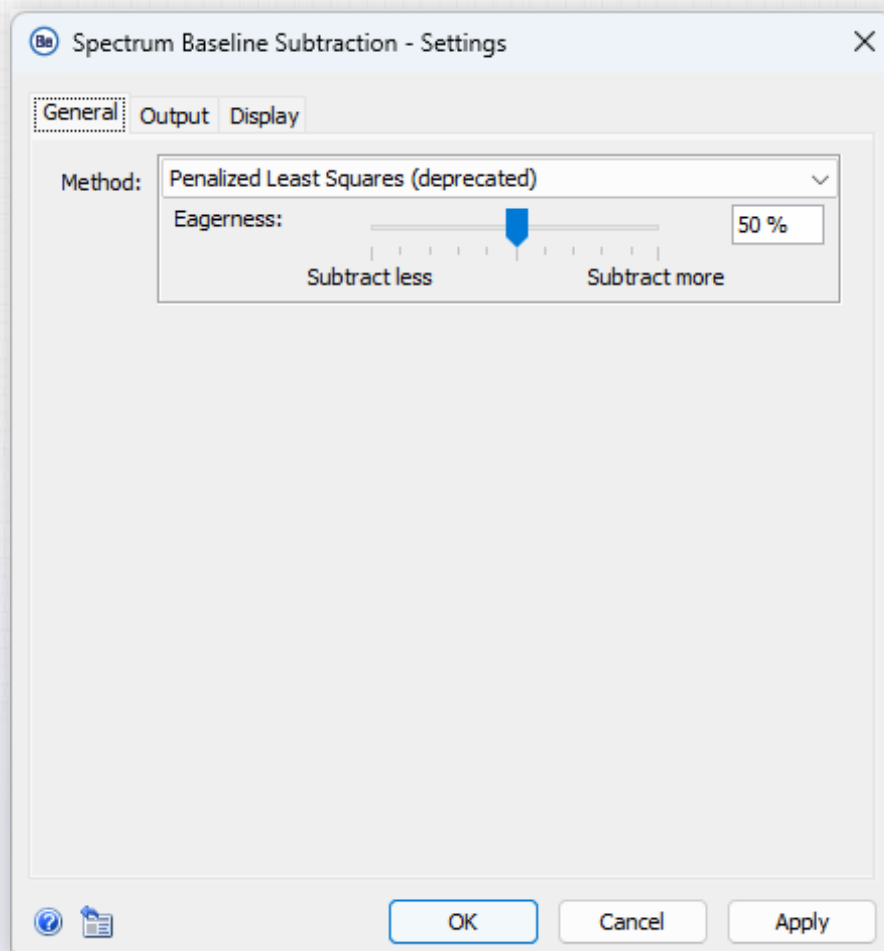 Be Spectrum Baseline Subtraction - Settings
General Output Display
Method: Penalized Least Squares (deprecated)
Eagerness: 50 %
Subtract less Subtract more
OK Cancel Apply